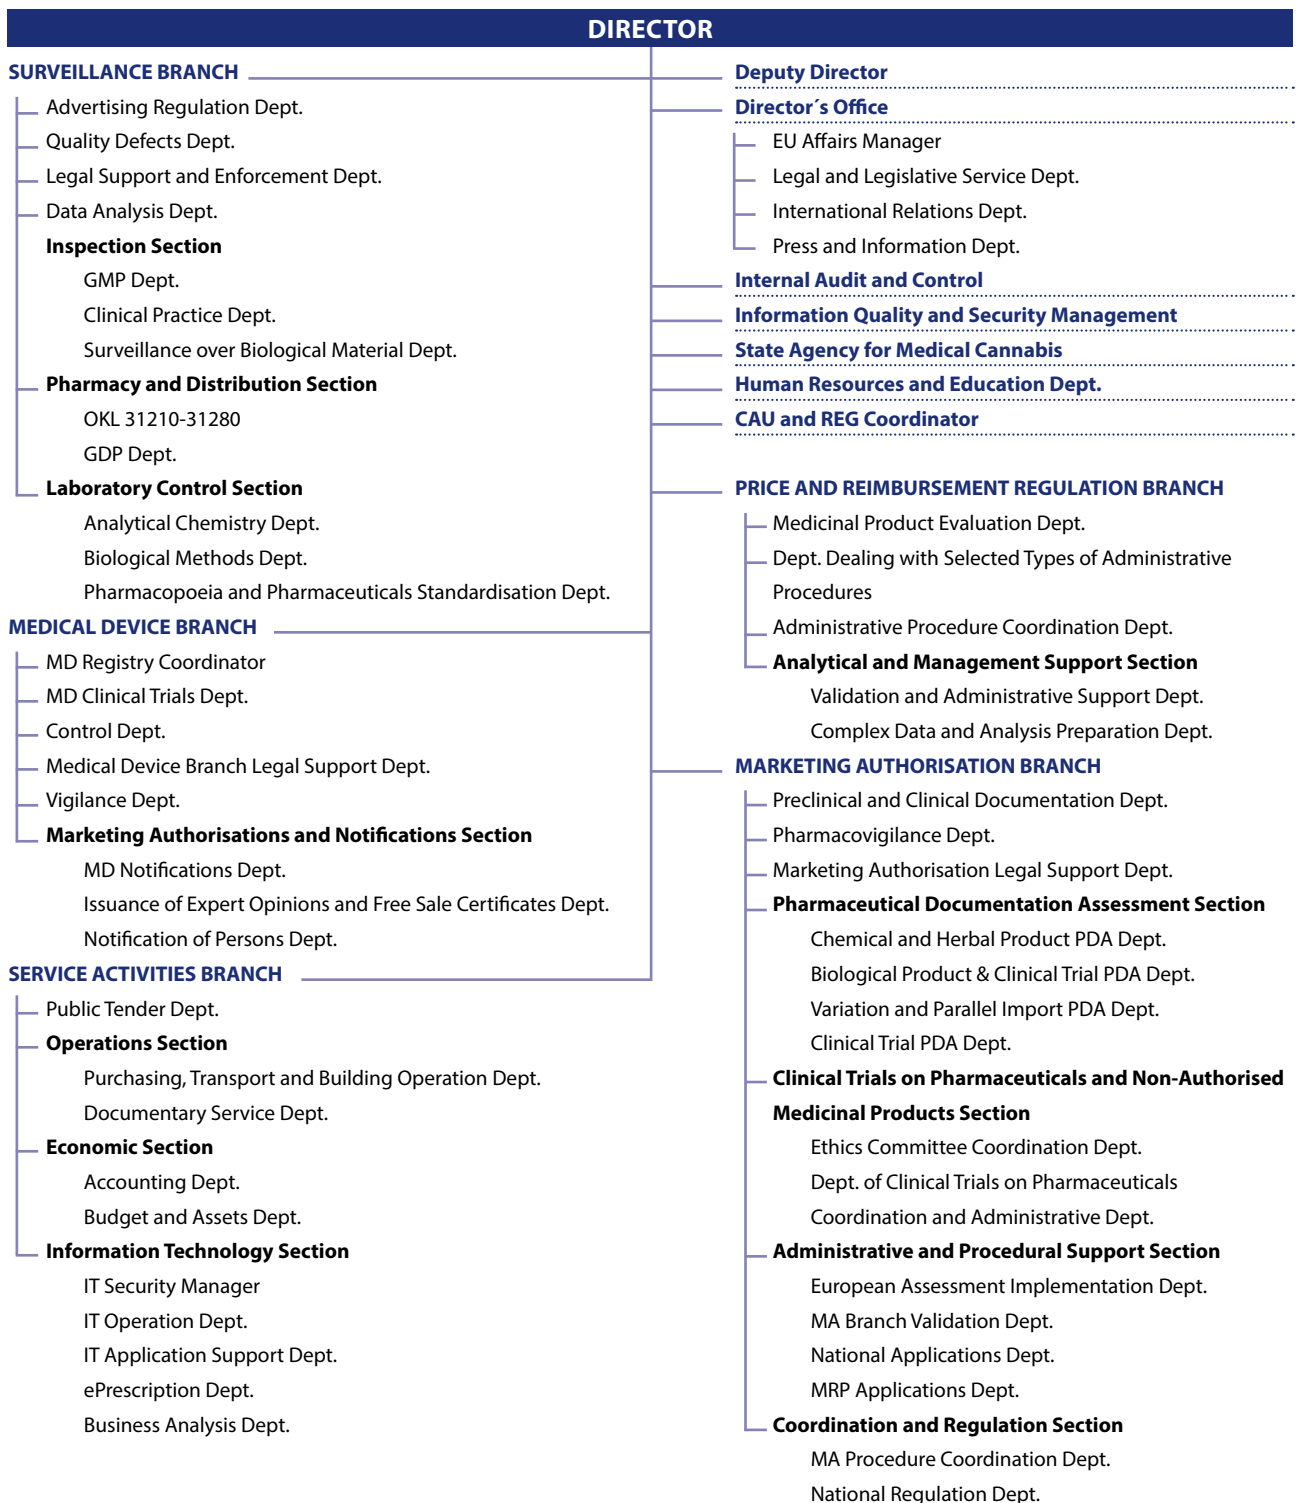 DIRECTOR
SURVEILLANCE BRANCH
Advertising Regulation Dept.
Quality Defects Dept.
Legal Support and Enforcement Dept.
Data Analysis Dept.
Inspection Section
GMP Dept.
Clinical Practice Dept.
Surveillance over Biological Material Dept.
Pharmacy and Distribution Section
OKL 31210-31280
GDP Dept.
Laboratory Control Section
Analytical Chemistry Dept.
Biological Methods Dept.
Pharmacopoeia and Pharmaceuticals Standardisation Dept.
MEDICAL DEVICE BRANCH
MD Registry Coordinator
MD Clinical Trials Dept.
Control Dept.
Medical Device Branch Legal Support Dept.
Vigilance Dept.
Marketing Authorisations and Notifications Section
MD Notifications Dept.
Issuance of Expert Opinions and Free Sale Certificates Dept.
Notification of Persons Dept.
SERVICE ACTIVITIES BRANCH
Public Tender Dept.
Operations Section
Purchasing, Transport and Building Operation Dept.
Documentary Service Dept.
Economic Section
Accounting Dept.
Budget and Assets Dept.
Information Technology Section
IT Security Manager
IT Operation Dept.
IT Application Support Dept.
ePrescription Dept.
Business Analysis Dept.
Deputy Director
Director´s Office
EU Affairs Manager
Legal and Legislative Service Dept.
International Relations Dept.
Press and Information Dept.
Internal Audit and Control
Information Quality and Security Management
State Agency for Medical Cannabis
Human Resources and Education Dept.
CAU and REG Coordinator
PRICE AND REIMBURSEMENT REGULATION BRANCH
Medicinal Product Evaluation Dept.
Dept. Dealing with Selected Types of Administrative
Procedures
Administrative Procedure Coordination Dept.
Analytical and Management Support Section
Validation and Administrative Support Dept.
Complex Data and Analysis Preparation Dept.
MARKETING AUTHORISATION BRANCH
Preclinical and Clinical Documentation Dept.
Pharmacovigilance Dept.
Marketing Authorisation Legal Support Dept.
Pharmaceutical Documentation Assessment Section
Chemical and Herbal Product PDA Dept.
Biological Product & Clinical Trial PDA Dept.
Variation and Parallel Import PDA Dept.
Clinical Trial PDA Dept.
Clinical Trials on Pharmaceuticals and Non-Authorised
Medicinal Products Section
Ethics Committee Coordination Dept.
Dept. of Clinical Trials on Pharmaceuticals
Coordination and Administrative Dept.
Administrative and Procedural Support Section
European Assessment Implementation Dept.
MA Branch Validation Dept.
National Applications Dept.
MRP Applications Dept.
Coordination and Regulation Section
MA Procedure Coordination Dept.
National Regulation Dept.